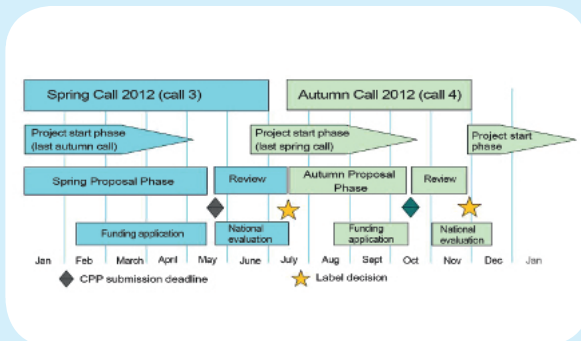 Spring Call 2012 (call 3)
Autumn Call 2012 (call 4)
Project start phase
(last autumn call)
Project start phase
(last spring call)
Project start
phase
Spring Proposal Phase
Review
Autumn Proposal
Phase
Review
Funding application
National
evaluation
Funding
application
National
evaluation
Jan Feb March April May June July Aug Sept Oct Nov Dec Jan
CPP submission deadline
Label decision